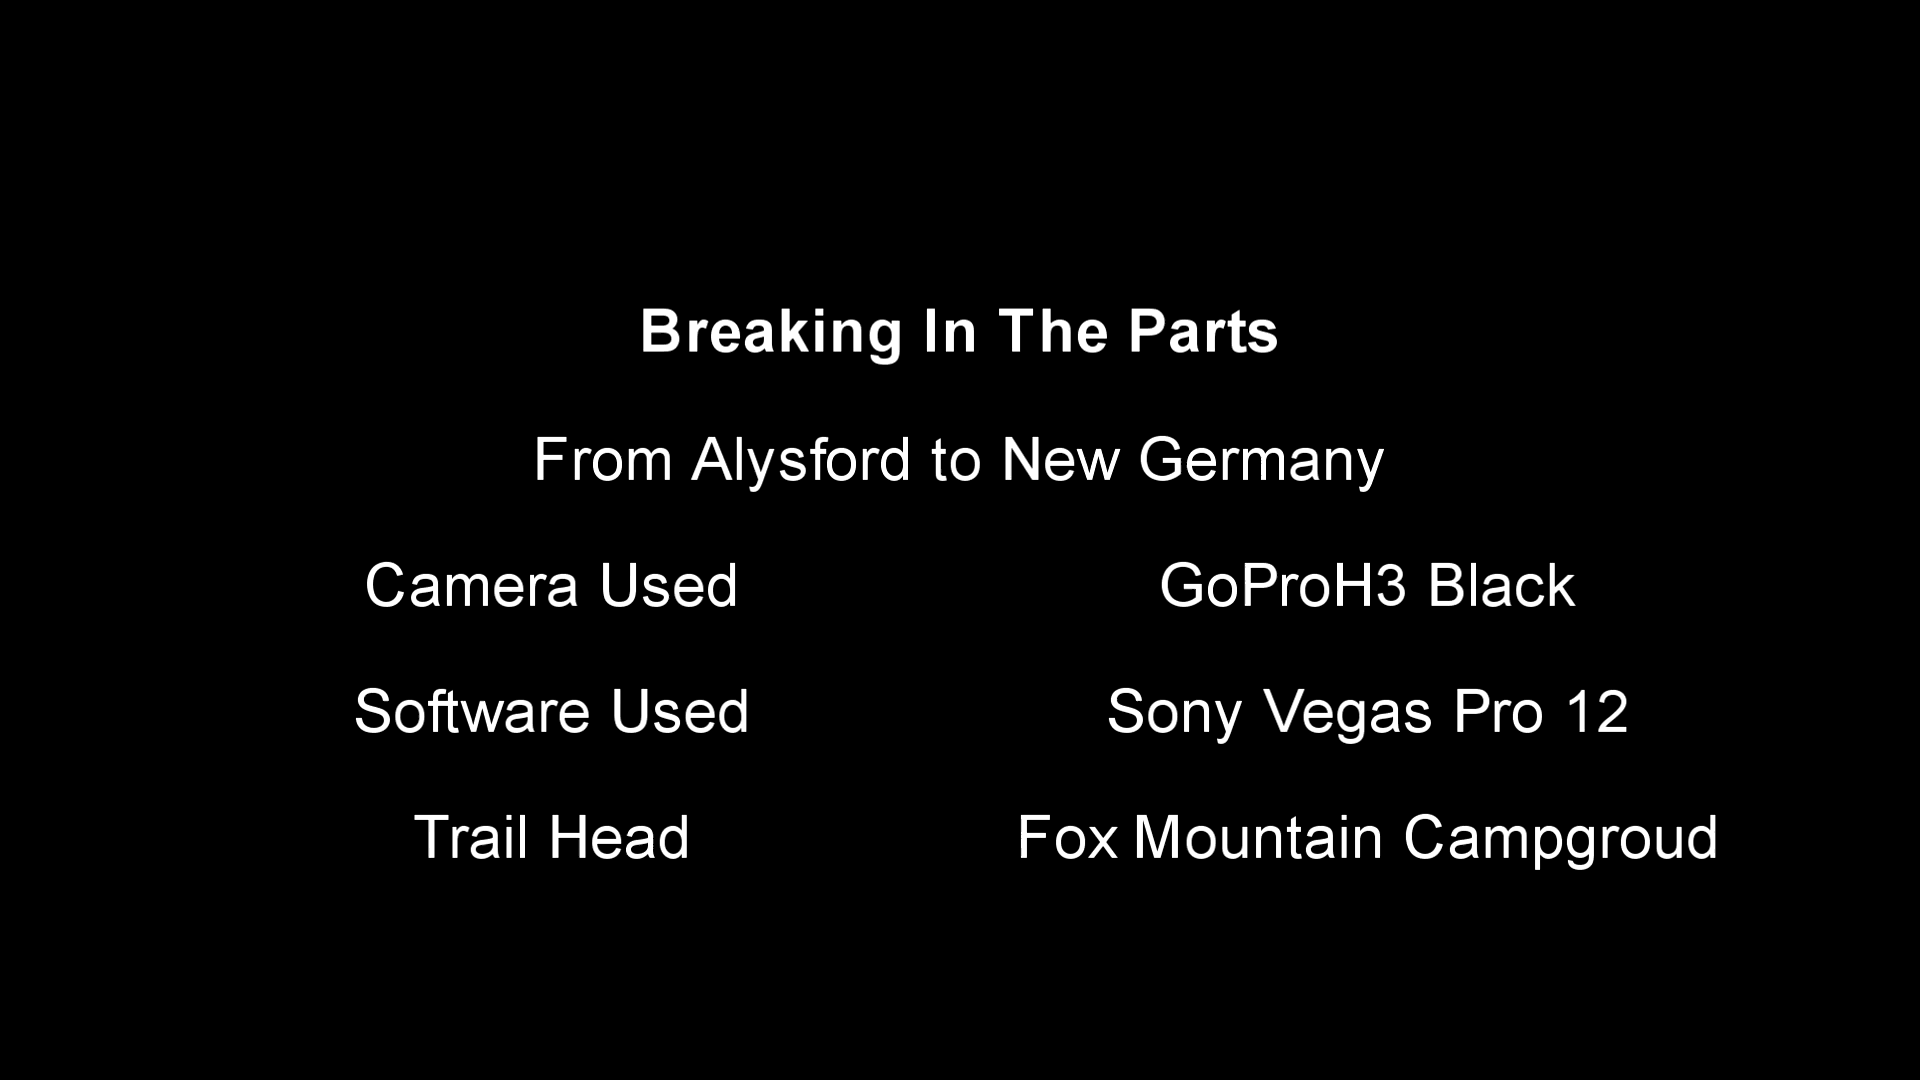 Breaking In The Parts
From Alysford to New Germany
Camera Used GoProH3 Black
Software Used Sony Vegas Pro 12
Trail Head Fox Mountain Campgroud